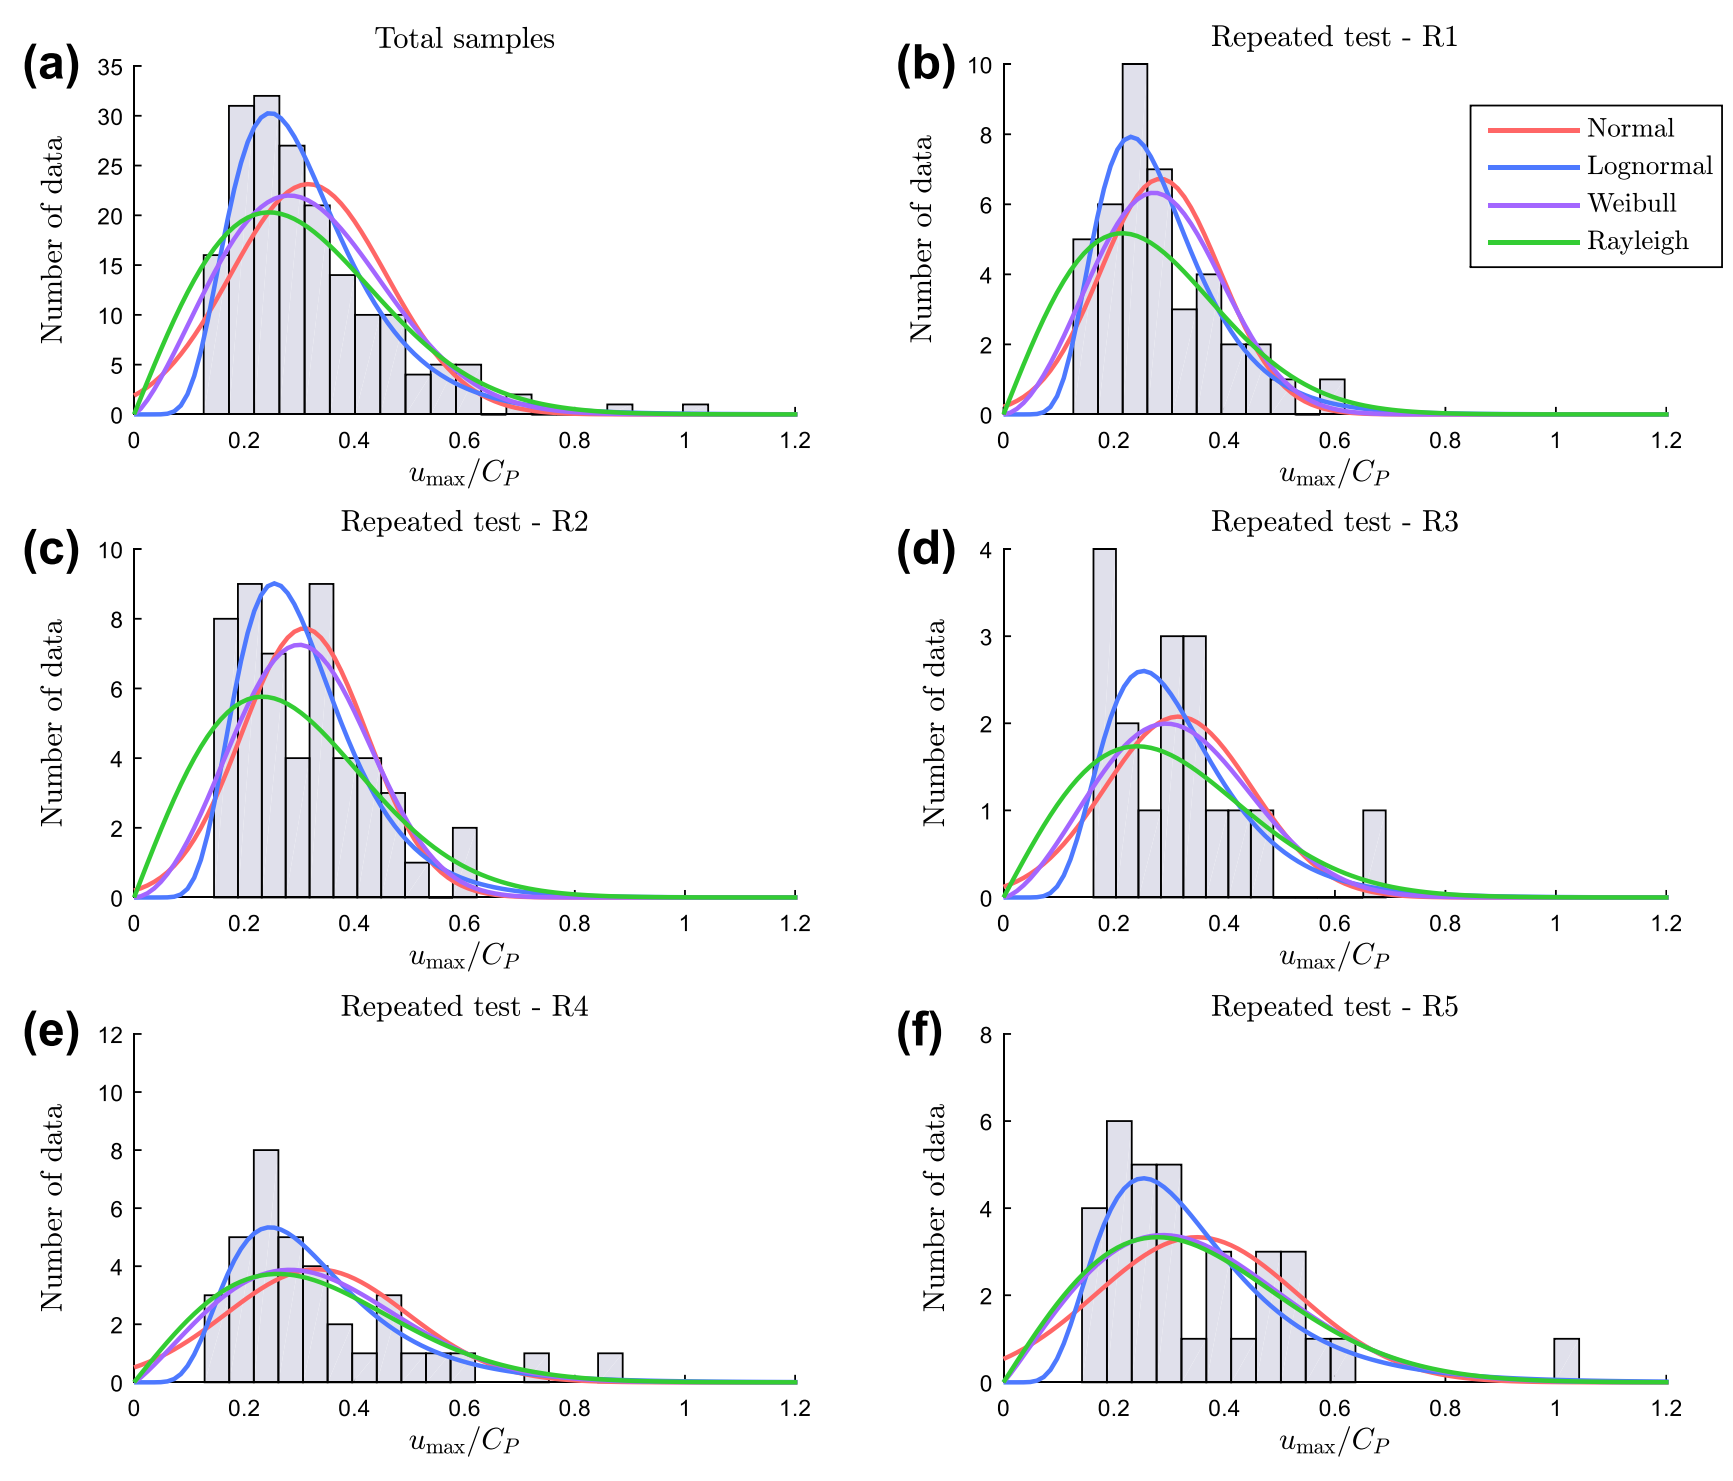 (a)
Total samples
35
30
25
20
15
10
5
0
Number of data
0 0.2 0.4 0.6 0.8 1 1.2
u_max/C_P
(b)
Repeated test - R1
10
8
6
4
2
0
Number of data
0 0.2 0.4 0.6 0.8 1 1.2
u_max/C_P
Normal
Lognormal
Weibull
Rayleigh
(c)
Repeated test - R2
10
8
6
4
2
0
Number of data
0 0.2 0.4 0.6 0.8 1 1.2
u_max/C_P
(d)
Repeated test - R3
4
3
2
1
0
Number of data
0 0.2 0.4 0.6 0.8 1 1.2
u_max/C_P
(e)
Repeated test - R4
12
10
8
6
4
2
0
Number of data
0 0.2 0.4 0.6 0.8 1 1.2
u_max/C_P
(f)
Repeated test - R5
8
6
4
2
0
Number of data
0 0.2 0.4 0.6 0.8 1 1.2
u_max/C_P